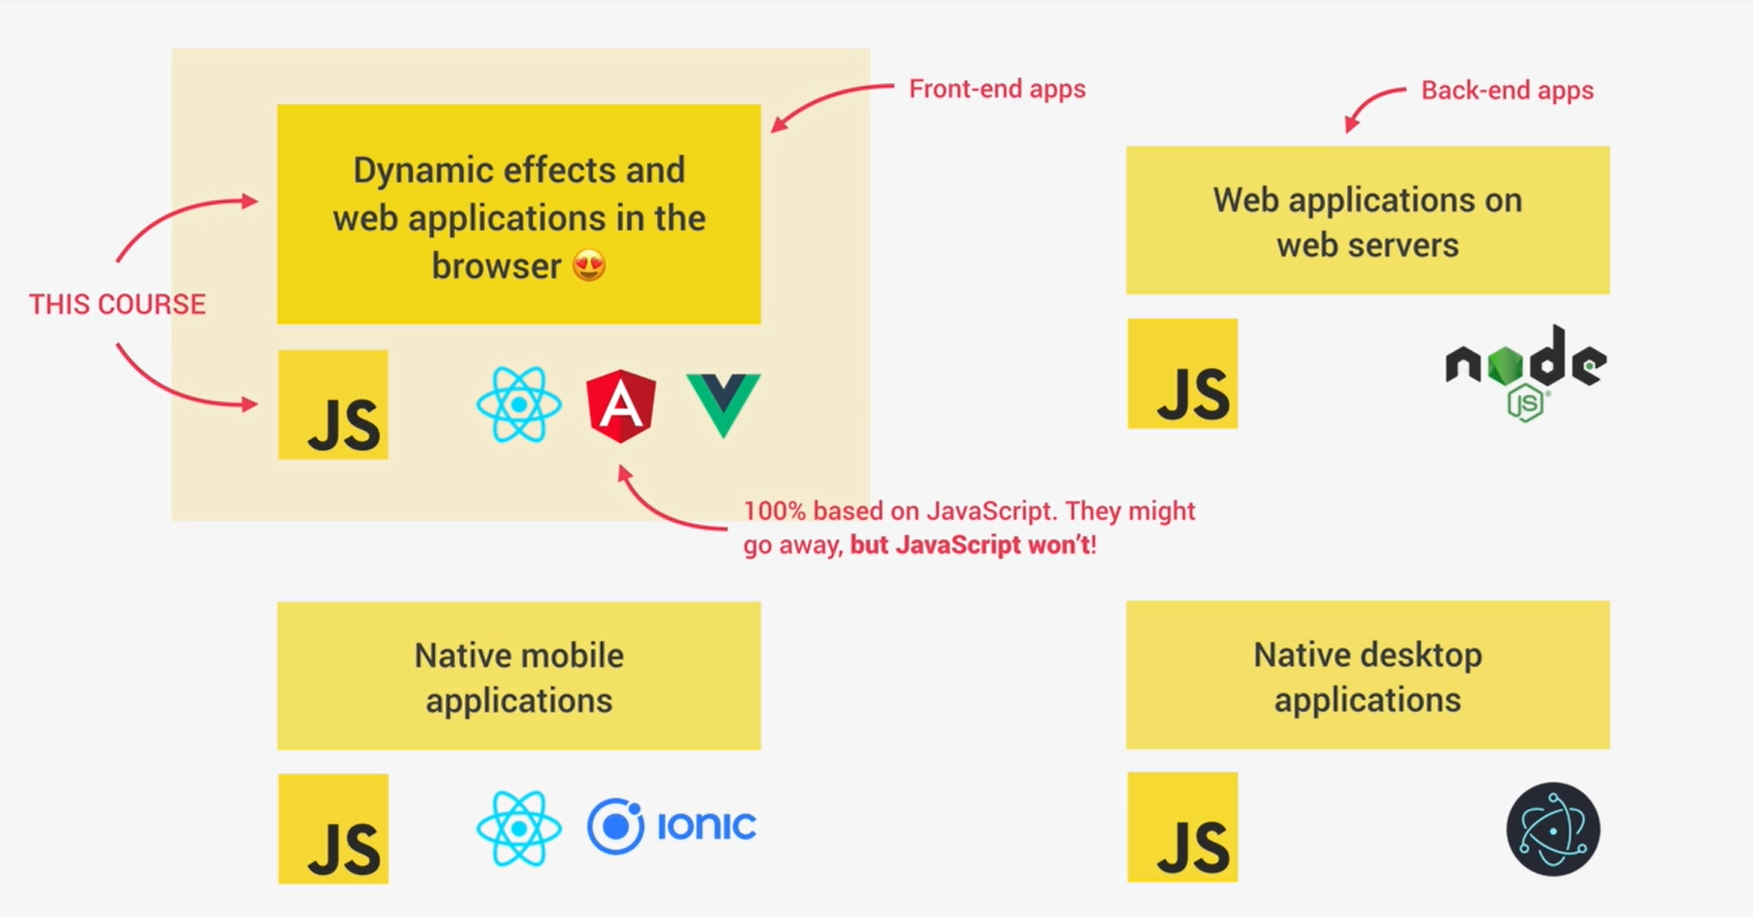 Front-end apps
Back-end apps
Dynamic effects and
web applications in the
browser 😍
Web applications on
web servers
THIS COURSE
JS
JS
node
JS
100% based on JavaScript. They might
go away, but JavaScript won't!
Native mobile
applications
Native desktop
applications
JS
IONIC
JS